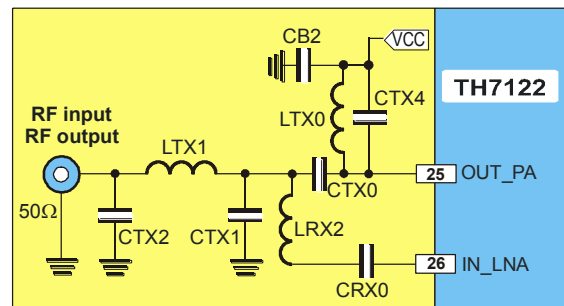 CB2
VCC
TH7122
CTX4
LTX0
RF input
RF output
LTX1
CTX0
25
OUT_PA
50Ω
CTX2
CTX1
LRX2
26
IN_LNA
CRX0